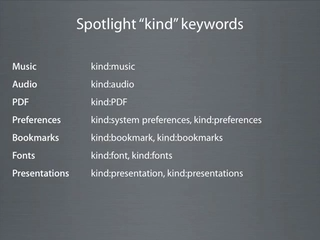 Spotlight “kind” keywords
Music kind:music
Audio kind:audio
PDF kind:PDF
Preferences kind:system preferences, kind:preferences
Bookmarks kind:bookmark, kind:bookmarks
Fonts kind:font, kind:fonts
Presentations kind:presentation, kind:presentations